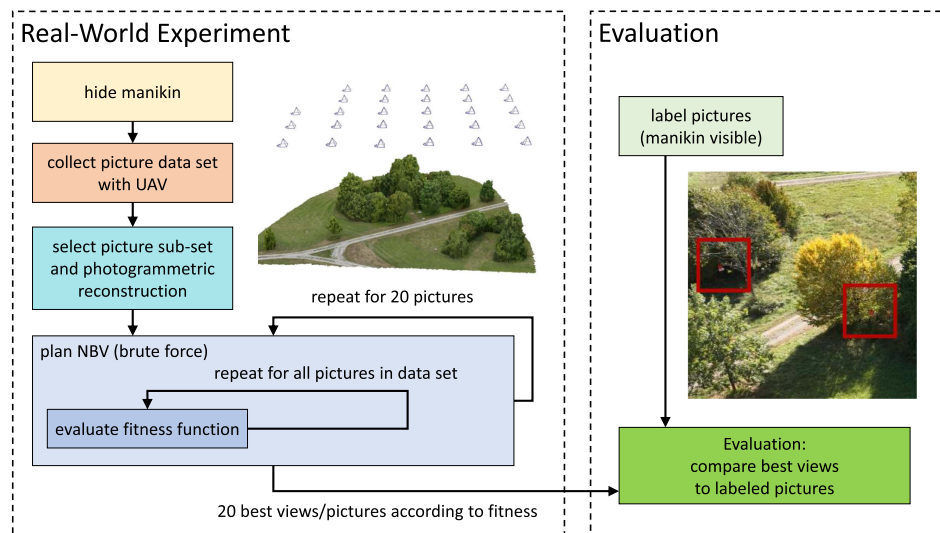 Real-World Experiment
hide manikin
collect picture data set
with UAV
select picture sub-set
and photogrammetric
reconstruction
repeat for 20 pictures
plan NBV (brute force)
repeat for all pictures in data set
evaluate fitness function
20 best views/pictures according to fitness
Evaluation
label pictures
(manikin visible)
Evaluation:
compare best views
to labeled pictures